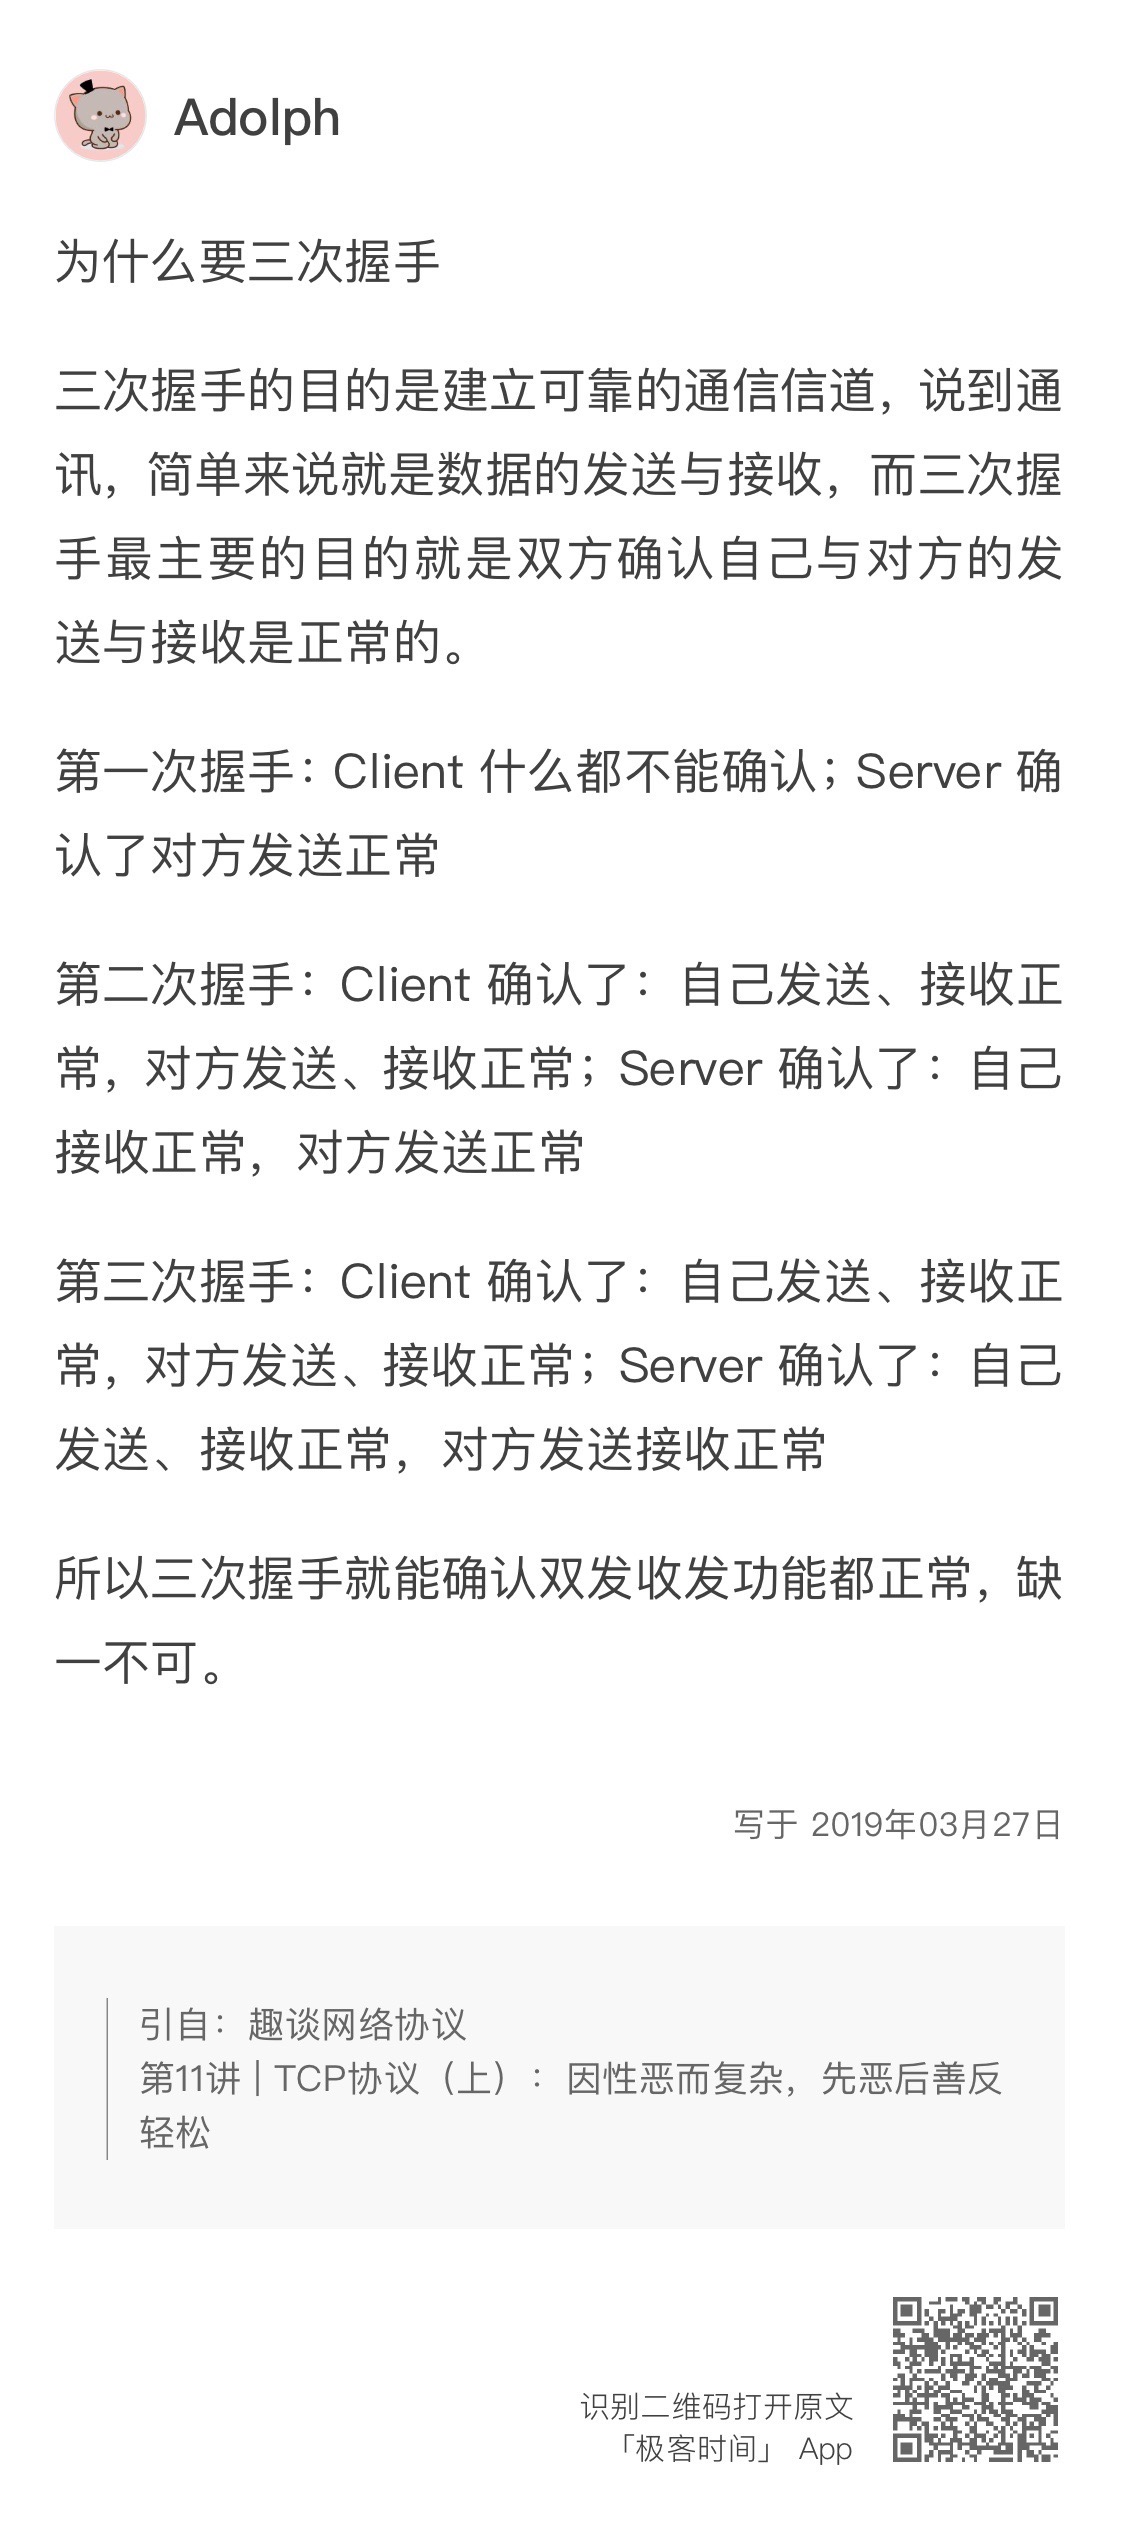 Adolph
为什么要三次握手
三次握手的目的是建立可靠的通信信道，说到通
讯，简单来说就是数据的发送与接收，而三次握
手最主要的目的就是双方确认自己与对方的发
送与接收是正常的。
第一次握手：Client 什么都不能确认；Server 确
认了对方发送正常
第二次握手：Client 确认了：自己发送、接收正
常，对方发送、接收正常；Server 确认了：自己
接收正常，对方发送正常
第三次握手：Client 确认了：自己发送、接收正
常，对方发送、接收正常；Server 确认了：自己
发送、接收正常，对方发送接收正常
所以三次握手就能确认双发收发功能都正常，缺
一不可。
写于 2019年03月27日
引自：趣谈网络协议
第11讲 | TCP协议（上）：因性恶而复杂，先恶后善反
轻松
识别二维码打开原文
「极客时间」 App